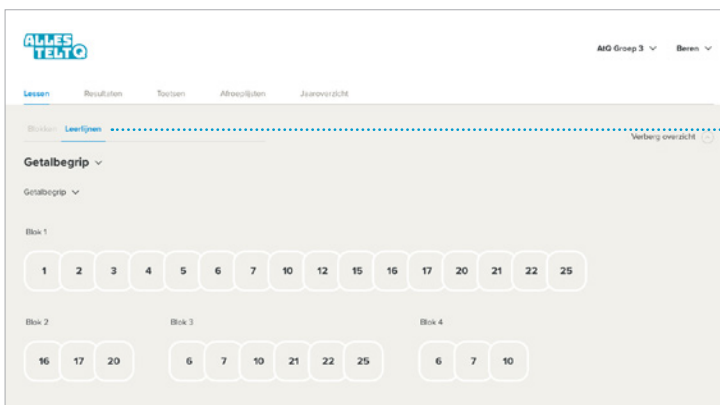 ALLES
TELT Q
AtG Groep 3 Beren
Lessen Resultaten Toetsen Afroeplijsten Jaaroverzicht
Blokken Leerlijnen
Verberg overzicht
Getalbegrip
Getalbegrip
Blok 1
1 2 3 4 5 6 7 10 12 15 16 17 20 21 22 25
Blok 2 Blok 3 Blok 4
16 17 20 6 7 10 21 22 25 6 7 10